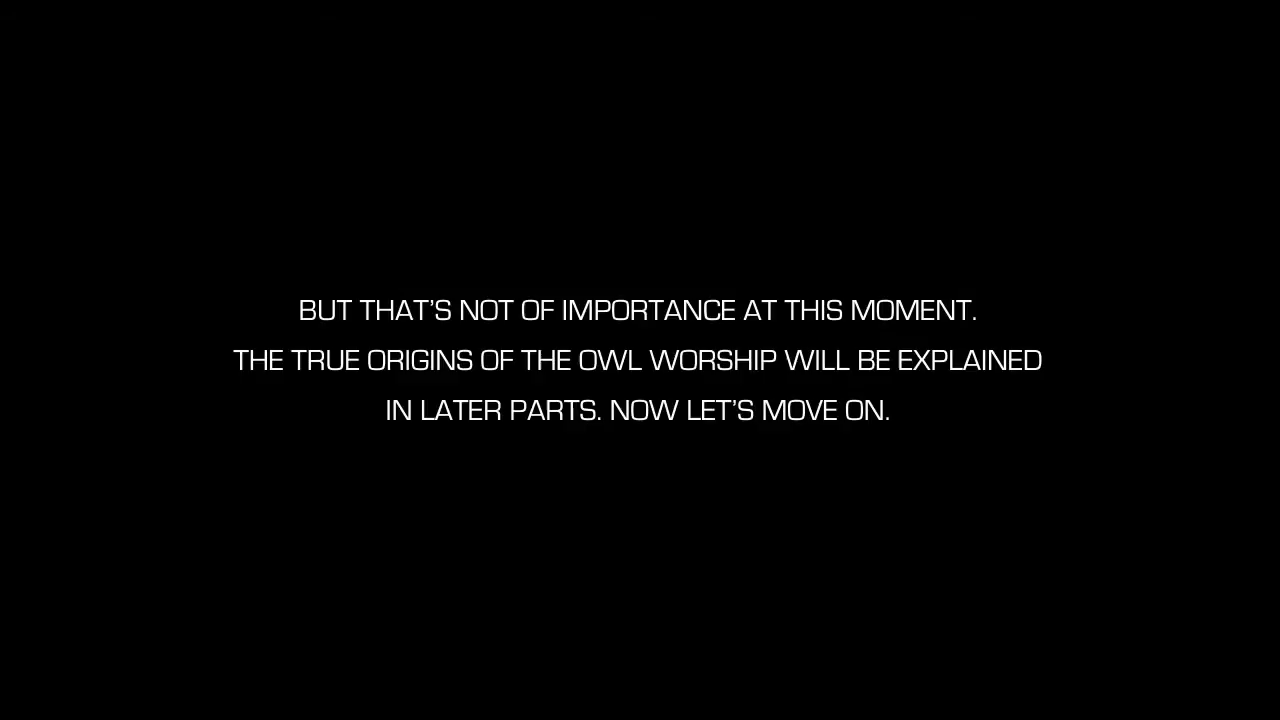 BUT THAT’S NOT OF IMPORTANCE AT THIS MOMENT.
THE TRUE ORIGINS OF THE OWL WORSHIP WILL BE EXPLAINED
IN LATER PARTS. NOW LET’S MOVE ON.